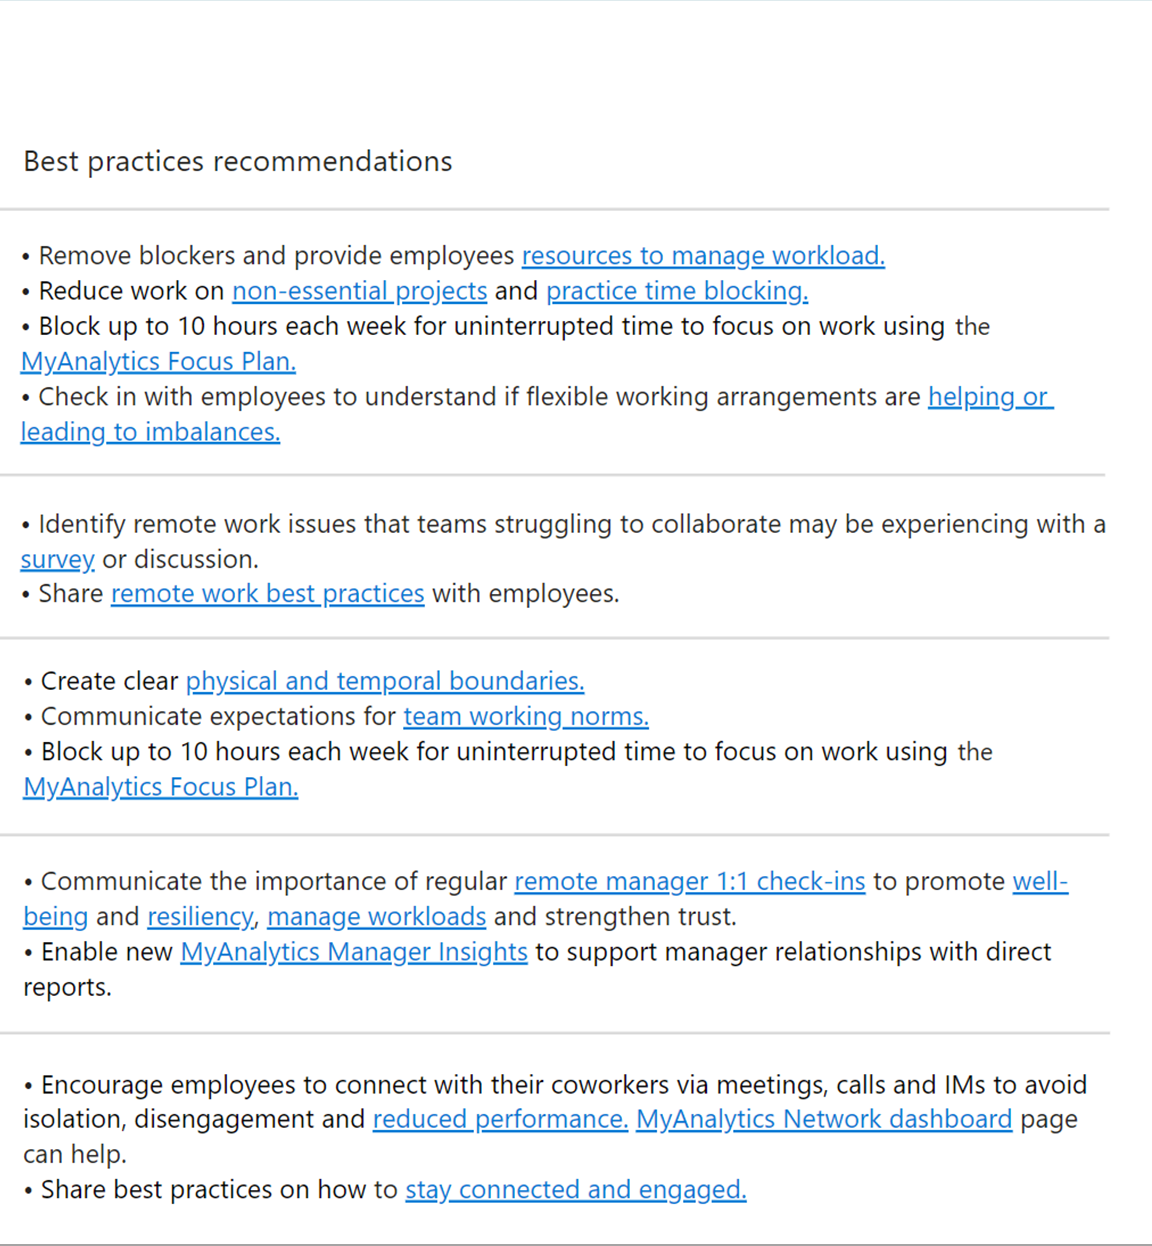 Best practices recommendations
• Remove blockers and provide employees resources to manage workload.
• Reduce work on non-essential projects and practice time blocking.
• Block up to 10 hours each week for uninterrupted time to focus on work using the
MyAnalytics Focus Plan.
• Check in with employees to understand if flexible working arrangements are helping or
leading to imbalances.
• Identify remote work issues that teams struggling to collaborate may be experiencing with a
survey or discussion.
• Share remote work best practices with employees.
• Create clear physical and temporal boundaries.
• Communicate expectations for team working norms.
• Block up to 10 hours each week for uninterrupted time to focus on work using the
MyAnalytics Focus Plan.
• Communicate the importance of regular remote manager 1:1 check-ins to promote well-
being and resiliency, manage workloads and strengthen trust.
• Enable new MyAnalytics Manager Insights to support manager relationships with direct
reports.
• Encourage employees to connect with their coworkers via meetings, calls and IMs to avoid
isolation, disengagement and reduced performance. MyAnalytics Network dashboard page
can help.
• Share best practices on how to stay connected and engaged.